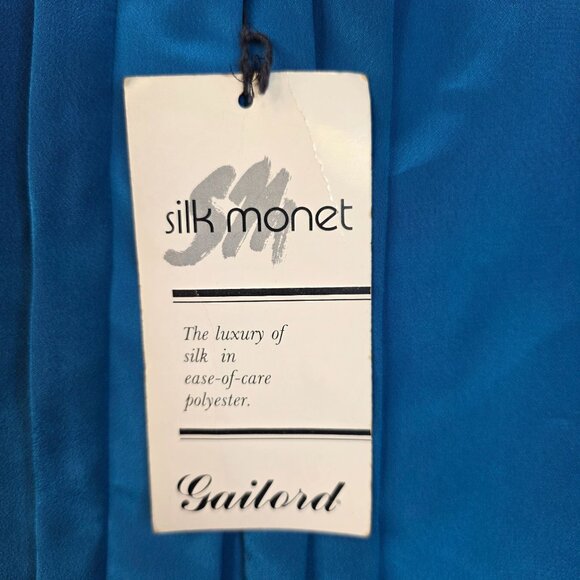 SM
silk monet
The luxury of
silk in
ease-of-care
polyester.
Gailord